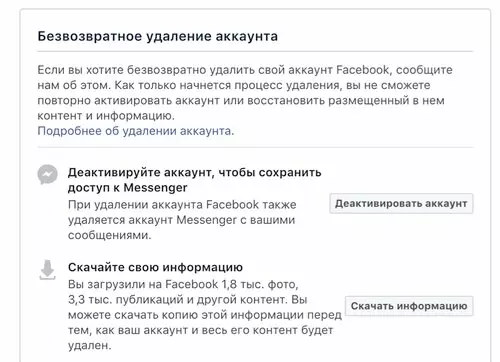 Безвозвратное удаление аккаунта
Если вы хотите безвозвратно удалить свой аккаунт Facebook, сообщите
нам об этом. Как только начнется процесс удаления, вы не сможете
повторно активировать аккаунт или восстановить размещенный в нем
контент и информацию.
Подробнее об удалении аккаунта.
Деактивируйте аккаунт, чтобы сохранить
доступ к Messenger
При удалении аккаунта Facebook также
удаляется аккаунт Messenger с вашими
сообщениями.
Деактивировать аккаунт
Скачайте свою информацию
Вы загрузили на Facebook 1,8 тыс. фото,
3,3 тыс. публикаций и другой контент. Вы
можете скачать копию этой информации перед
тем, как ваш аккаунт и весь его контент будет
удален.
Скачать информацию